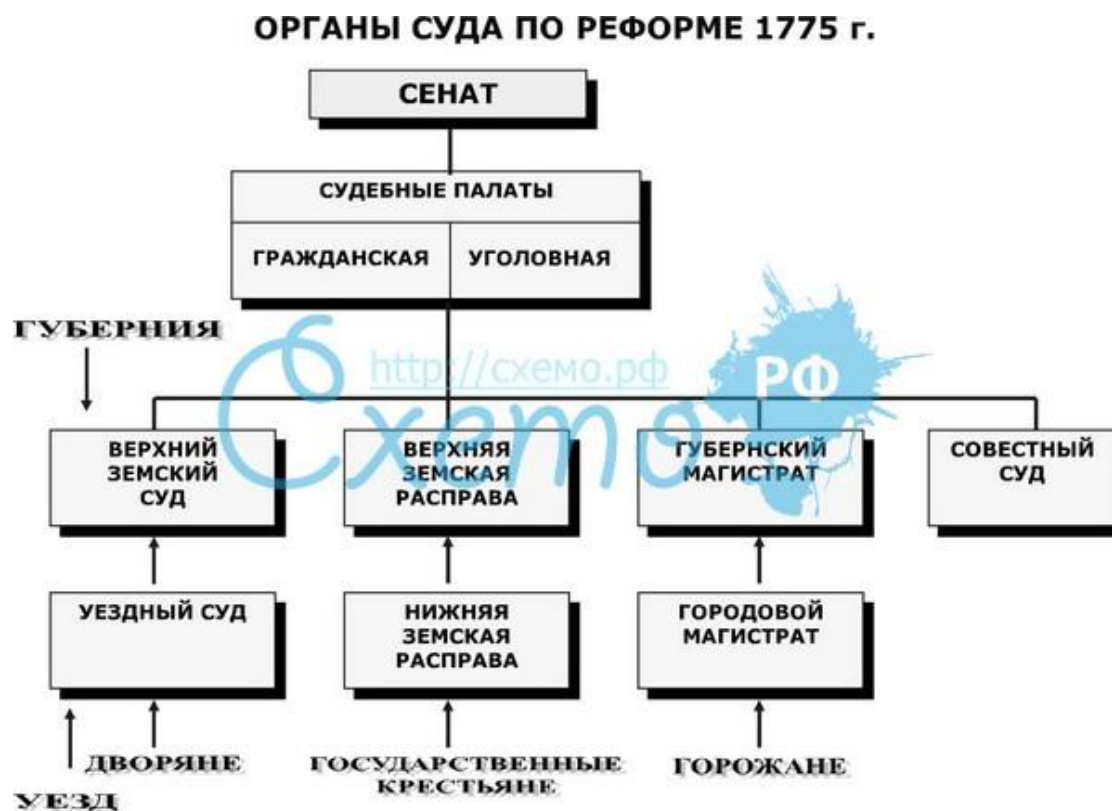 ОРГАНЫ СУДА ПО РЕФОРМЕ 1775 г.
СЕНАТ
СУДЕБНЫЕ ПАЛАТЫ
ГРАЖДАНСКАЯ
УГОЛОВНАЯ
ГУБЕРНИЯ
http://схемо.рф
Схемо
РФ
ВЕРХНИЙ
ЗЕМСКИЙ
СУД
ВЕРХНЯЯ
ЗЕМСКАЯ
РАСПРАВА
ГУБЕРНСКИЙ
МАГИСТРАТ
СОВЕСТНЫЙ
СУД
УЕЗДНЫЙ СУД
НИЖНЯЯ
ЗЕМСКАЯ
РАСПРАВА
ГОРОДОВОЙ
МАГИСТРАТ
ДВОРЯНЕ
ГОСУДАРСТВЕННЫЕ
КРЕСТЬЯНЕ
ГОРОЖАНЕ
УЕЗД